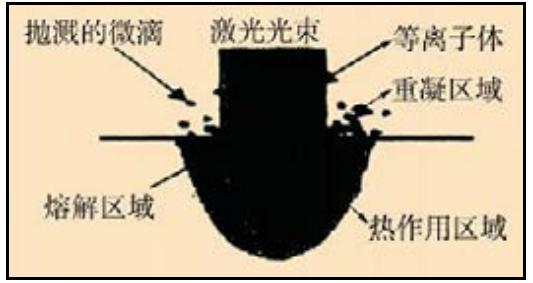 抛溅的微滴
激光光束
等离子体
重凝区域
熔解区域
热作用区域